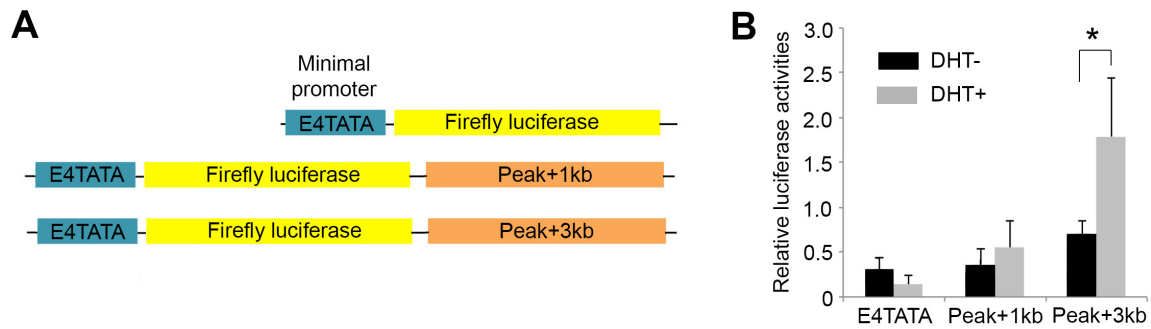 A
Minimal
promoter
E4TATA Firefly luciferase
E4TATA Firefly luciferase Peak+1kb
E4TATA Firefly luciferase Peak+3kb
B
Relative luciferase activities
3.0
2.5
2.0
1.5
1.0
0.5
0
DHT-
DHT+
*
E4TATA Peak+1kb Peak+3kb